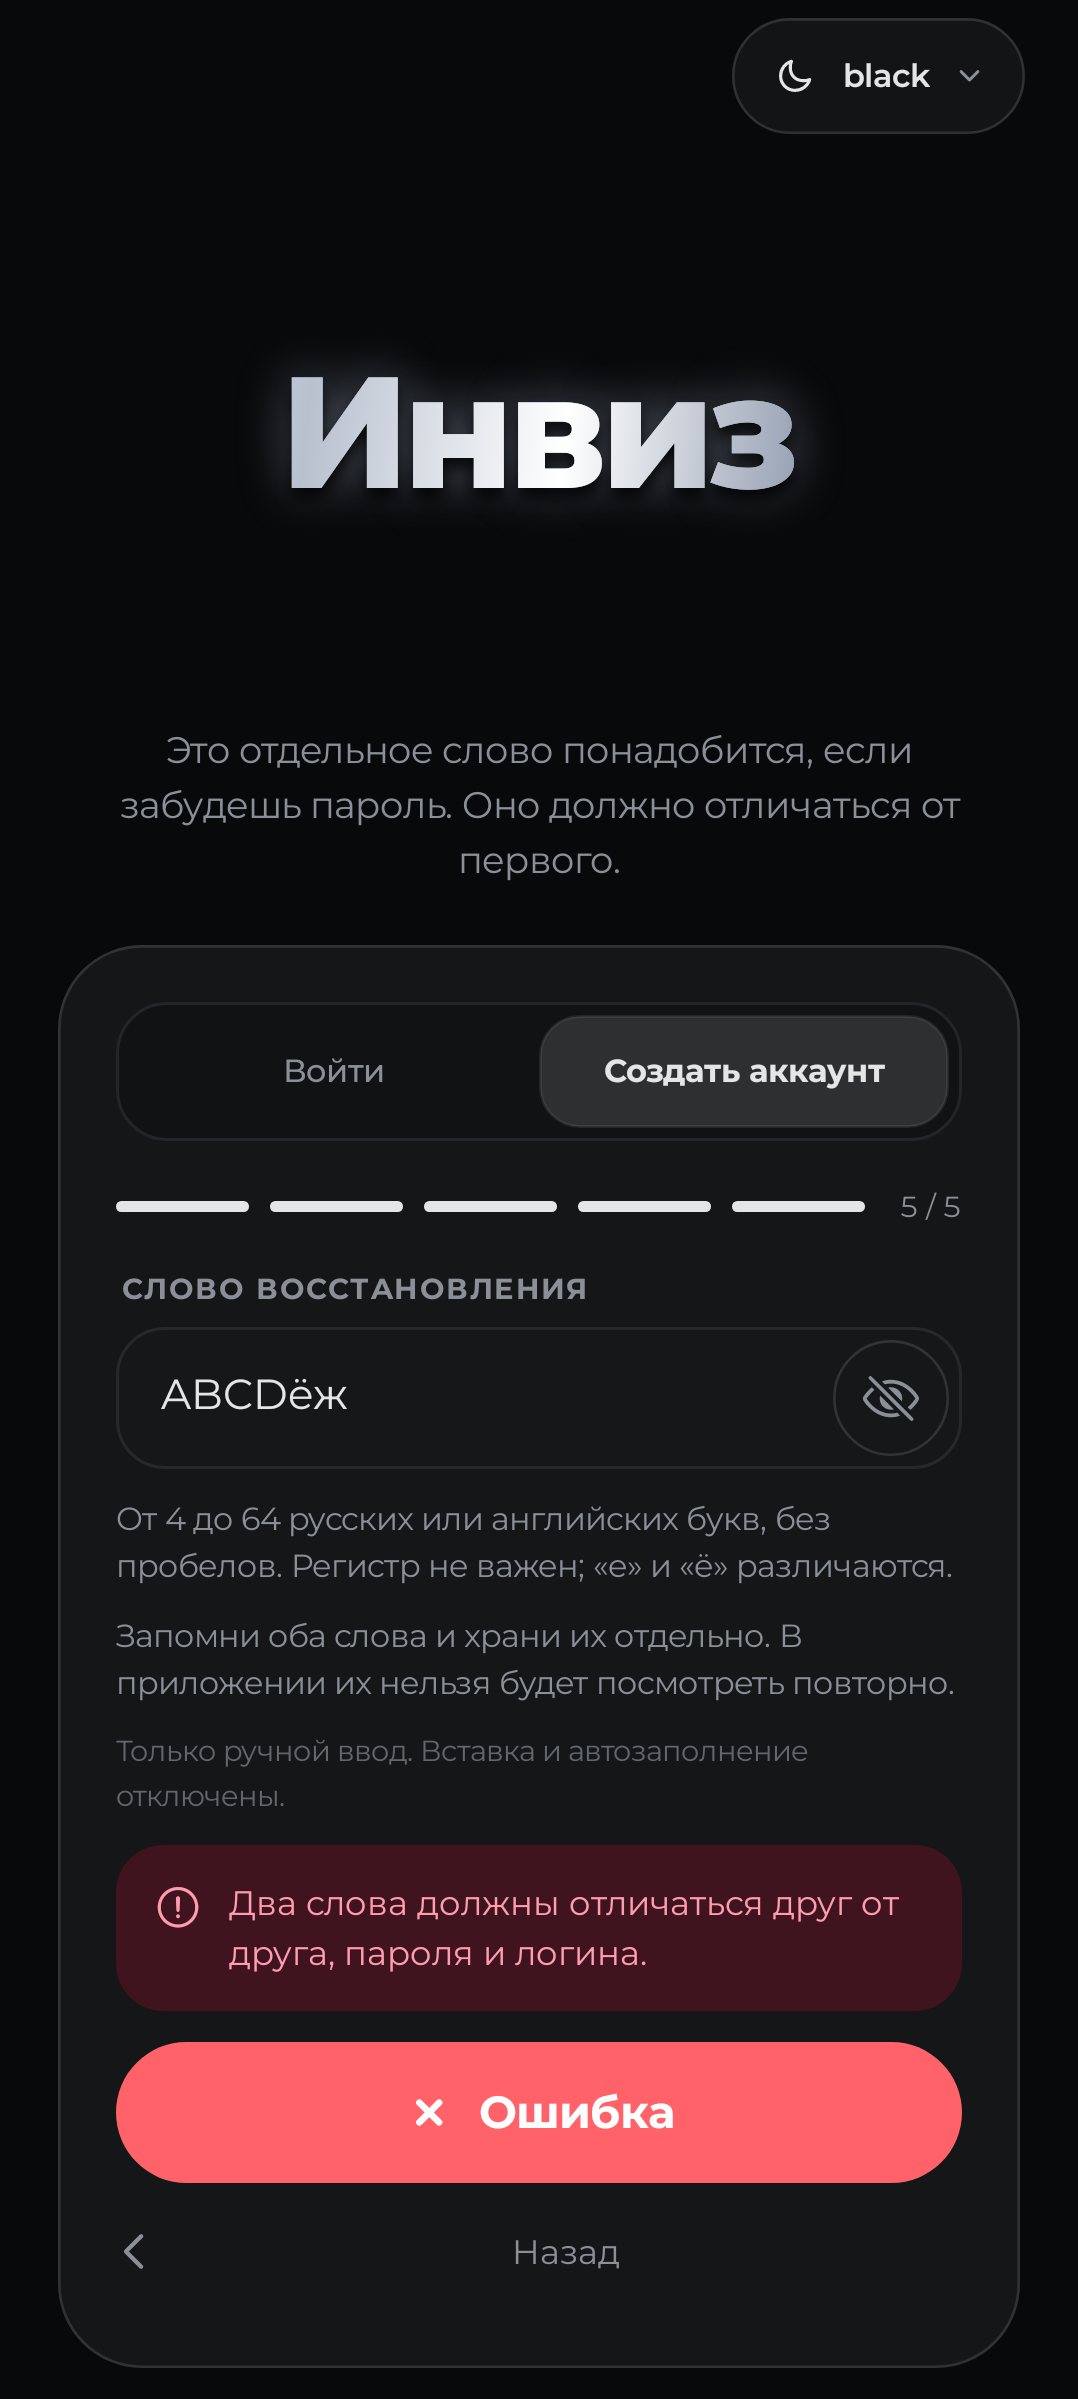 black
Инвиз
Это отдельное слово понадобится, если
забудешь пароль. Оно должно отличаться от
первого.
Войти
Создать аккаунт
5 / 5
СЛОВО ВОССТАНОВЛЕНИЯ
ABCDёж
От 4 до 64 русских или английских букв, без
пробелов. Регистр не важен; «е» и «ё» различаются.
Запомни оба слова и храни их отдельно. В
приложении их нельзя будет посмотреть повторно.
Только ручной ввод. Вставка и автозаполнение
отключены.
Два слова должны отличаться друг от
друга, пароля и логина.
Ошибка
Назад